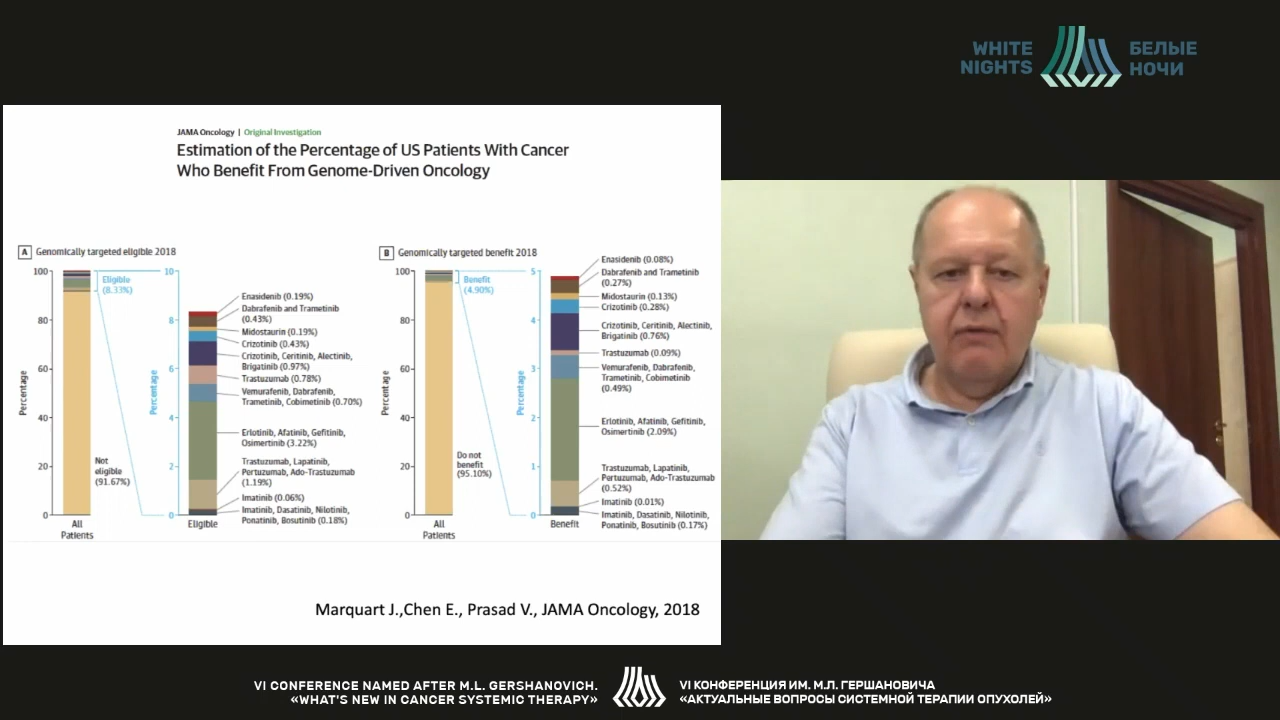 WHITE
NIGHTS
БЕЛЫЕ
НОЧИ
JAMA Oncology | Original Investigation
Estimation of the Percentage of US Patients With Cancer
Who Benefit From Genome-Driven Oncology
A Genomically targeted eligible 2018
100
80
60
40
20
0
Percentage
All
Patients
Eligible
(8.33%)
Not
eligible
(91.67%)
10
8
6
4
2
0
Percentage
Eligible
Enasidenib (0.19%)
Dabrafenib and Trametinib
(0.43%)
Midostaurin (0.19%)
Crizotinib (0.43%)
Crizotinib, Ceritinib, Alectinib,
Brigatinib (0.97%)
Trastuzumab (0.78%)
Vemurafenib, Dabrafenib,
Trametinib, Cobimetinib (0.70%)
Erlotinib, Afatinib, Gefitinib,
Osimertinib (3.22%)
Trastuzumab, Lapatinib,
Pertuzumab, Ado-Trastuzumab
(1.19%)
Imatinib (0.06%)
Imatinib, Dasatinib, Nilotinib,
Ponatinib, Bosutinib (0.18%)
B Genomically targeted benefit 2018
100
80
60
40
20
0
Percentage
All
Patients
Benefit
(4.90%)
Do not
benefit
(95.10%)
5
4
3
2
1
0
Percentage
Benefit
Enasidenib (0.08%)
Dabrafenib and Trametinib
(0.27%)
Midostaurin (0.13%)
Crizotinib (0.28%)
Crizotinib, Ceritinib, Alectinib,
Brigatinib (0.76%)
Trastuzumab (0.09%)
Vemurafenib, Dabrafenib,
Trametinib, Cobimetinib
(0.49%)
Erlotinib, Afatinib, Gefitinib,
Osimertinib (2.09%)
Trastuzumab, Lapatinib,
Pertuzumab, Ado-Trastuzumab
(0.52%)
Imatinib (0.01%)
Imatinib, Dasatinib, Nilotinib,
Ponatinib, Bosutinib (0.17%)
Marquart J.,Chen E., Prasad V., JAMA Oncology, 2018
VI CONFERENCE NAMED AFTER M.L. GERSHANOVICH.
«WHAT'S NEW IN CANCER SYSTEMIC THERAPY»
VI КОНФЕРЕНЦИЯ ИМ. М.Л. ГЕРШАНОВИЧА
«АКТУАЛЬНЫЕ ВОПРОСЫ СИСТЕМНОЙ ТЕРАПИИ ОПУХОЛЕЙ»